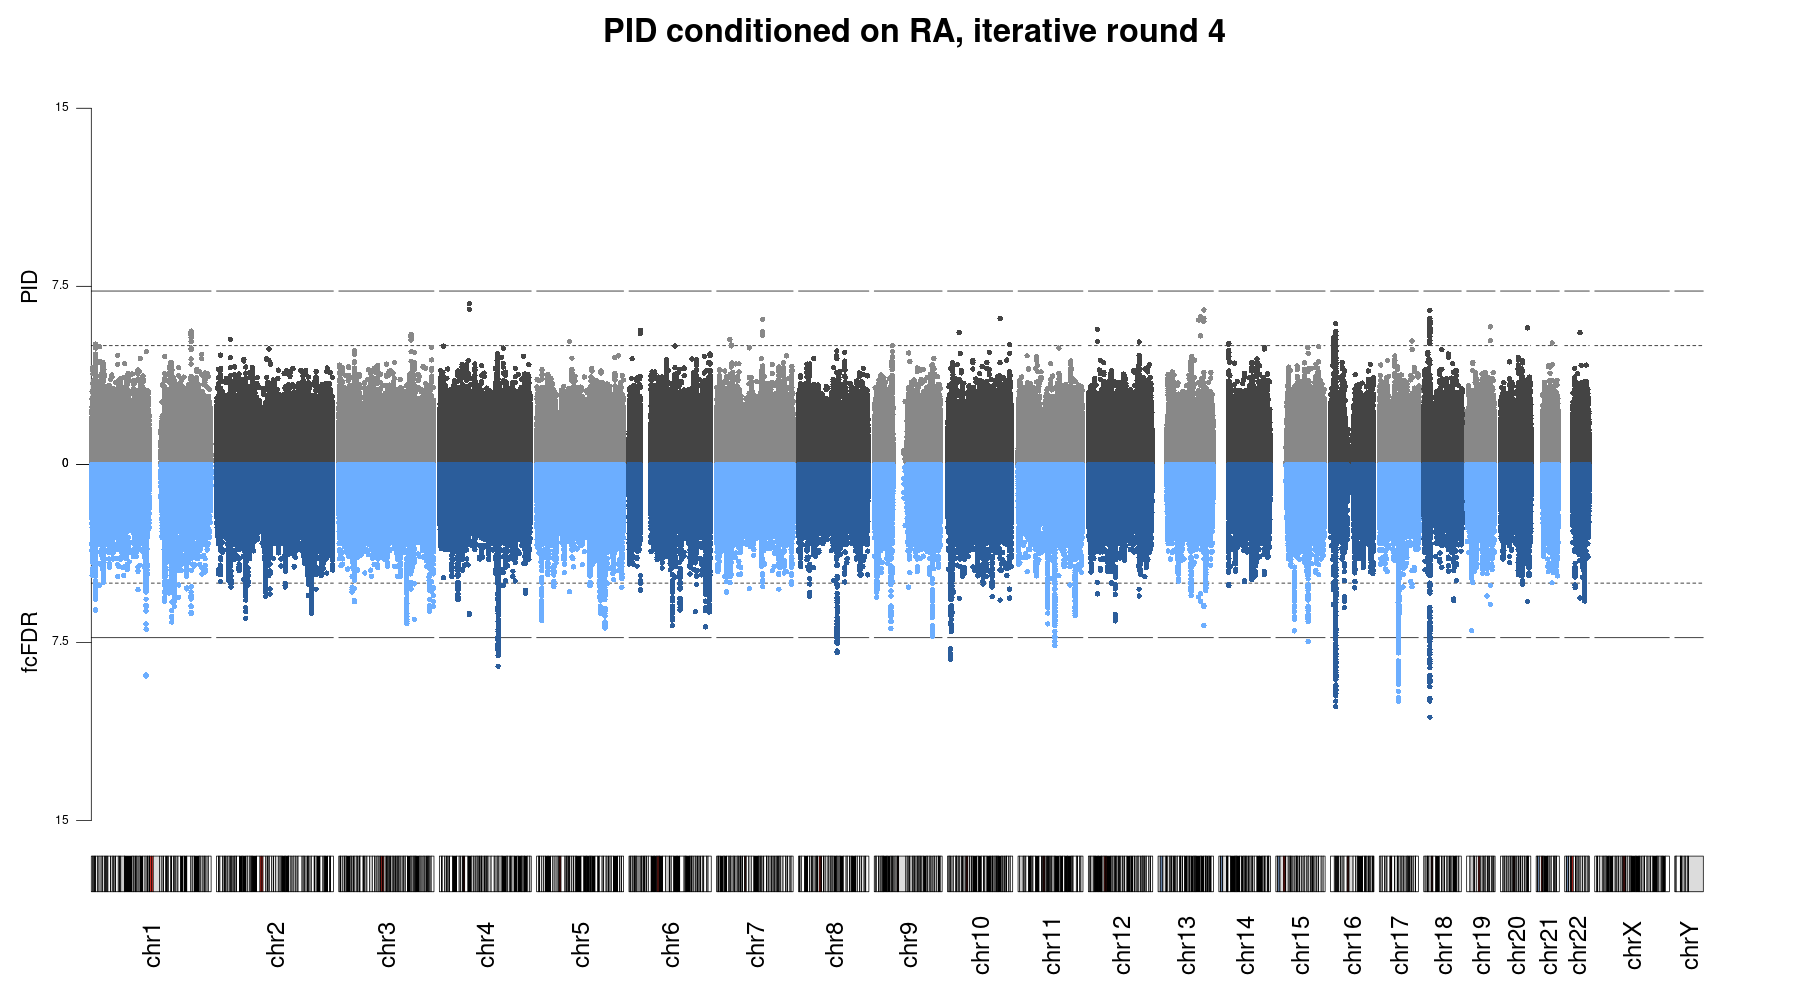 PID conditioned on RA, iterative round 4
15
PID
7.5
0
fcFDR
7.5
15
chr1 chr2 chr3 chr4 chr5 chr6 chr7 chr8 chr9 chr10 chr11 chr12 chr13 chr14 chr15 chr16 chr17 chr18 chr19 chr20 chr21 chr22 chrX chrY